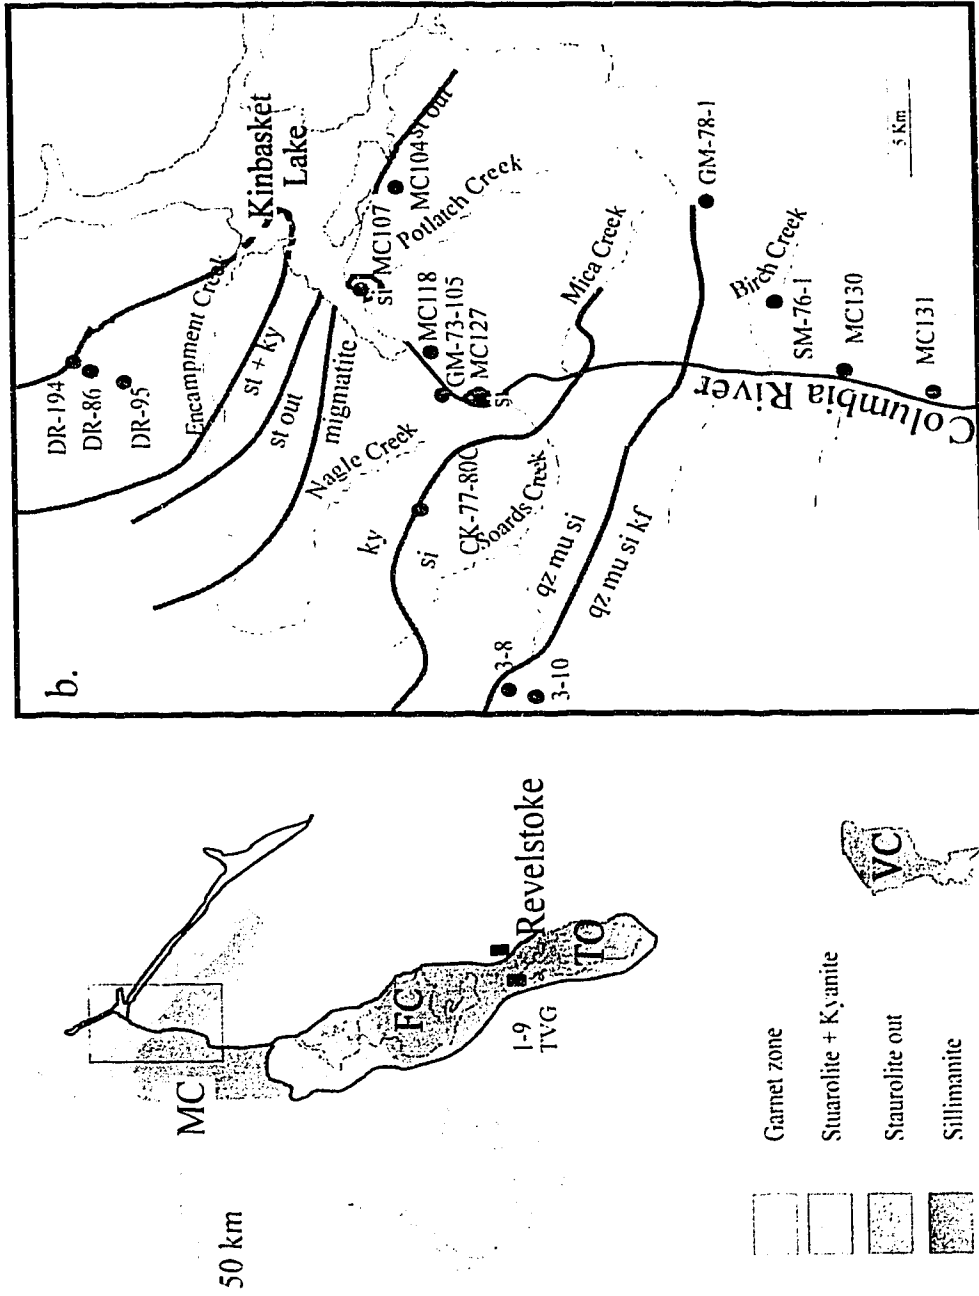 MC
FC
TO
VC
Revelstoke
1-9
TVG
50 km
Garnet zone
Stuarolite + Kyanite
Staurolite out
Sillimanite
b.
DR-194
DR-86
DR-95
Encampment Creek
Kinbasket
Lake
st + ky
st out
migmatitic
Nagle Creek
si
MC107
MC104
st out
Potlatch Creek
MC118
GM-73-105
MC127
si
Mica Creek
ky
si
CK-77-80C
Soards Creek
qz mu si
qz mu si kf
3-8
3-10
GM-78-1
Birch Creek
SM-76-1
MC130
MC131
Columbia River
5 Km